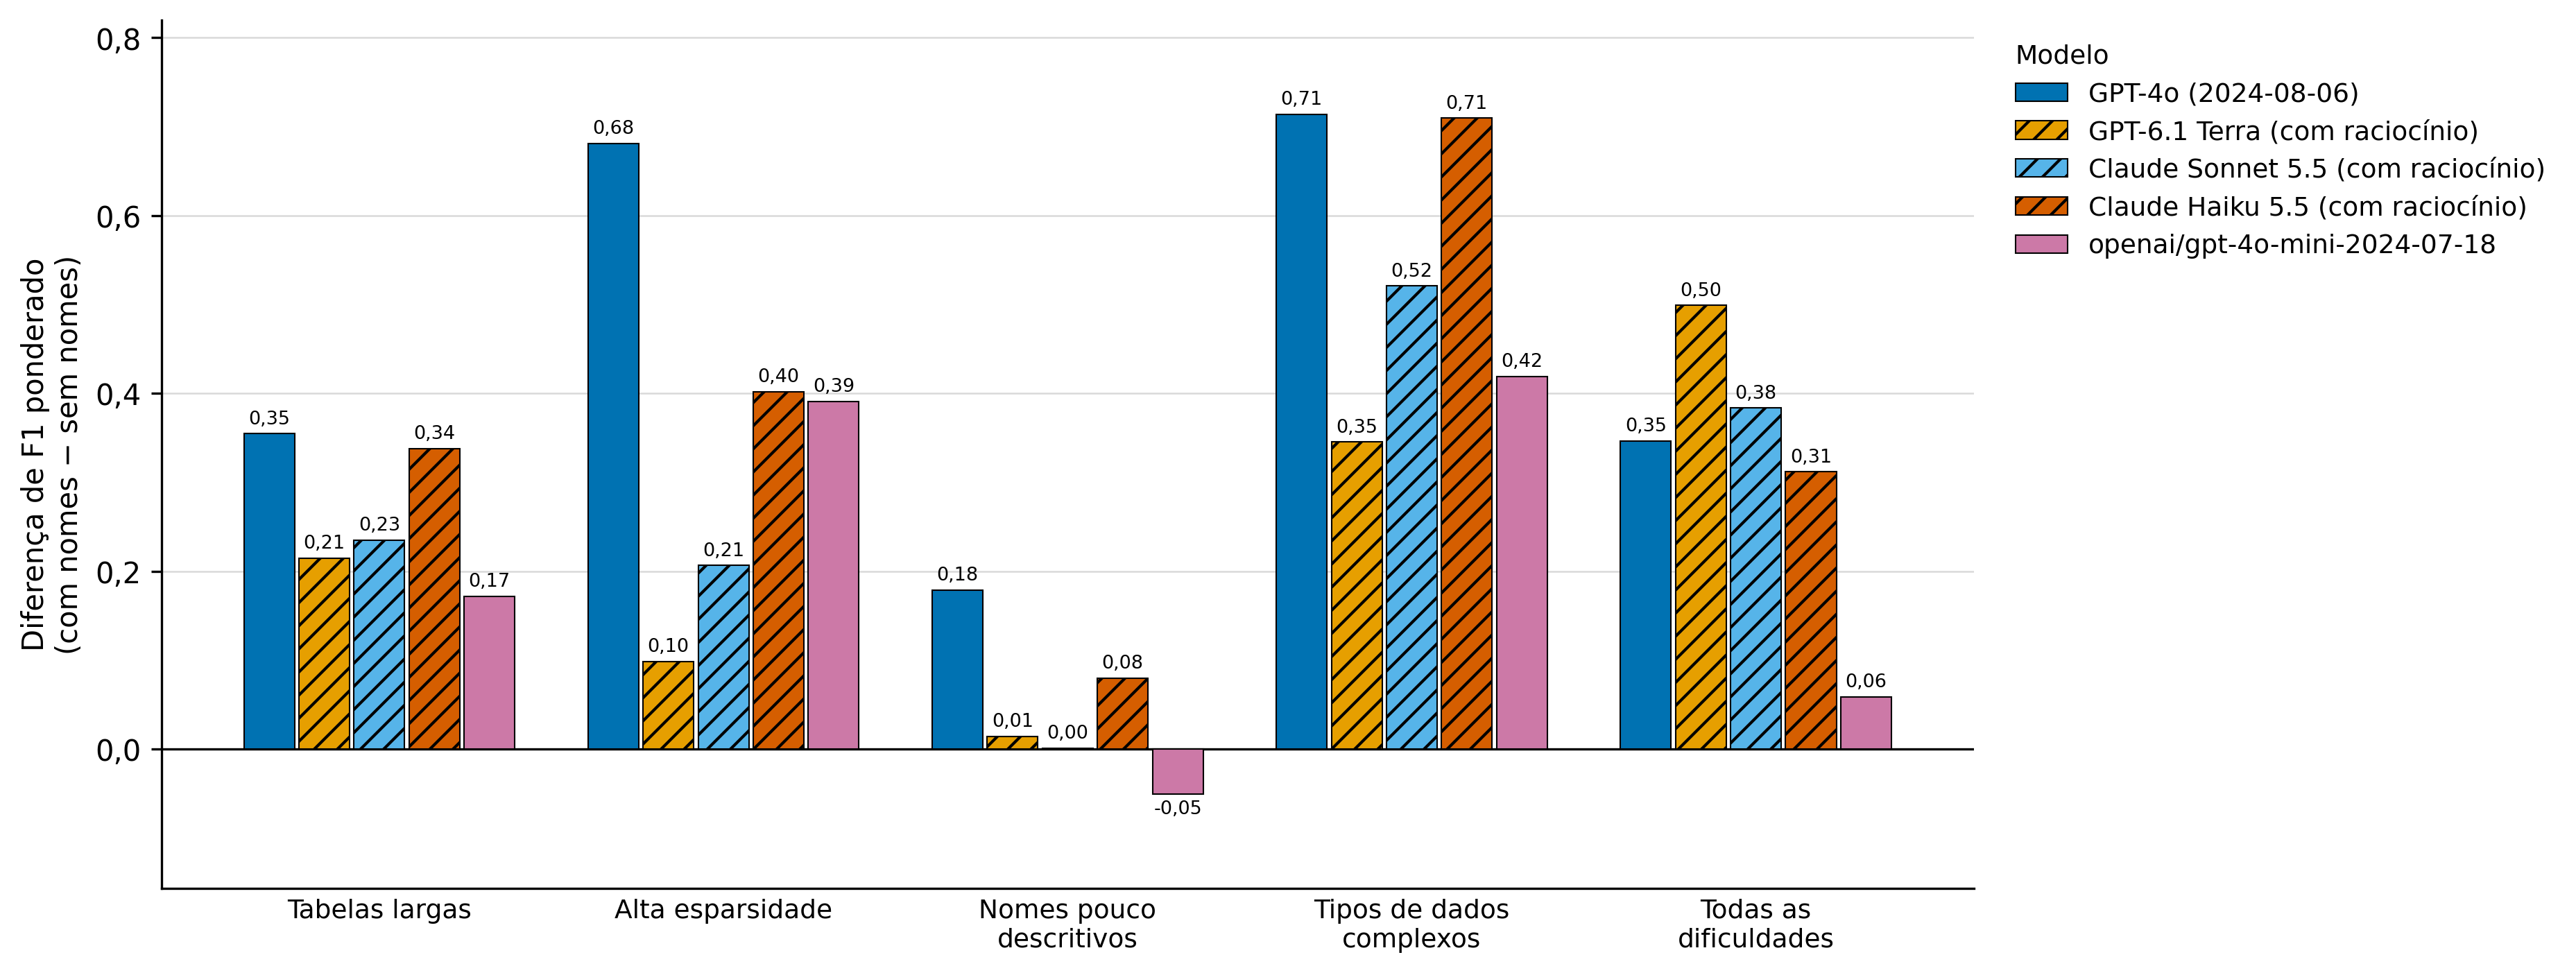 Diferença de F1 ponderado
(com nomes − sem nomes)
0,8
0,6
0,4
0,2
0,0
0,35
0,21
0,23
0,34
0,17
0,68
0,10
0,21
0,40
0,39
0,18
0,01
0,00
0,08
-0,05
0,71
0,35
0,52
0,71
0,42
0,35
0,50
0,38
0,31
0,06
Tabelas largas
Alta esparsidade
Nomes pouco
descritivos
Tipos de dados
complexos
Todas as
dificuldades
Modelo
GPT-4o (2024-08-06)
GPT-6.1 Terra (com raciocínio)
Claude Sonnet 5.5 (com raciocínio)
Claude Haiku 5.5 (com raciocínio)
openai/gpt-4o-mini-2024-07-18